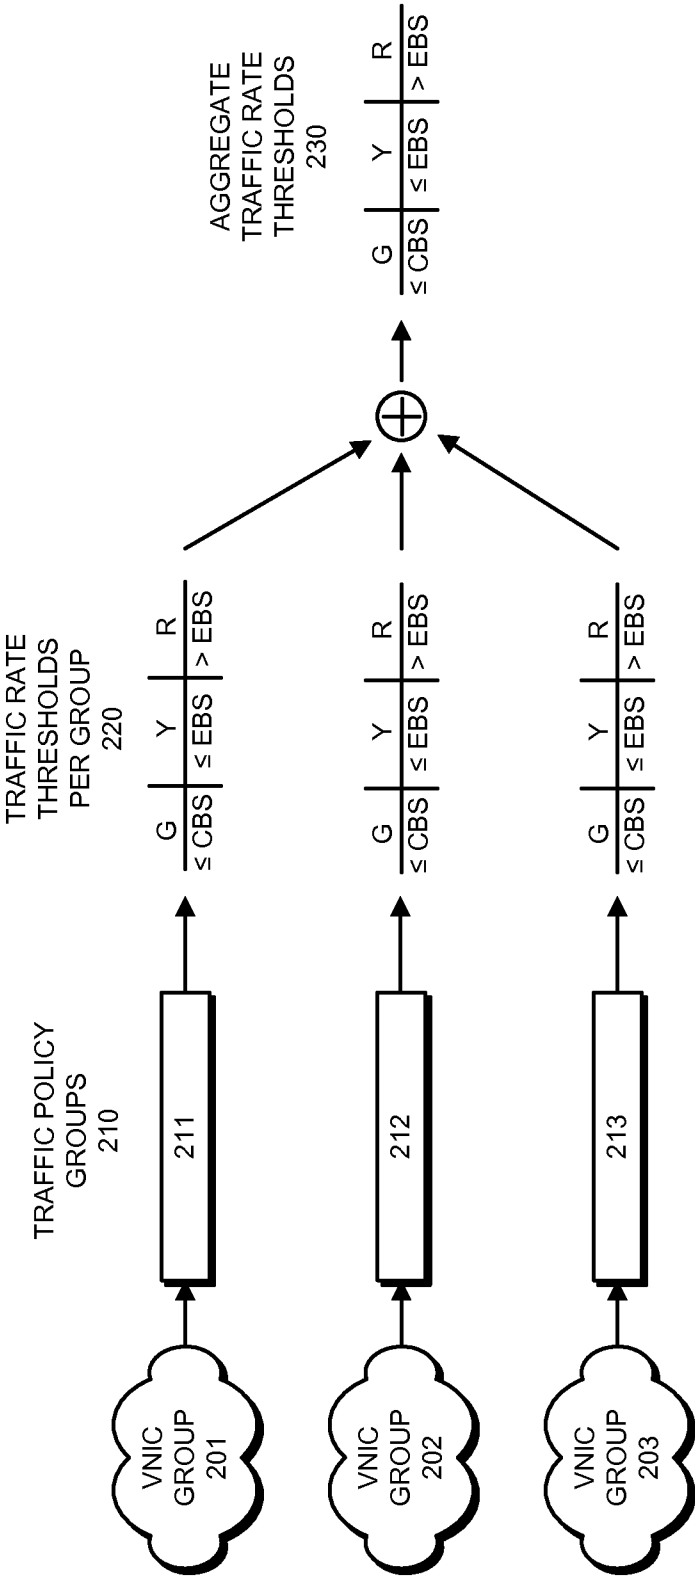 TRAFFIC POLICY
GROUPS
210
TRAFFIC RATE
THRESHOLDS
PER GROUP
220
AGGREGATE
TRAFFIC RATE
THRESHOLDS
230
VNIC
GROUP
201
211
G Y R
≤ CBS ≤ EBS > EBS
VNIC
GROUP
202
212
G Y R
≤ CBS ≤ EBS > EBS
G Y R
≤ CBS ≤ EBS > EBS
VNIC
GROUP
203
213
G Y R
≤ CBS ≤ EBS > EBS